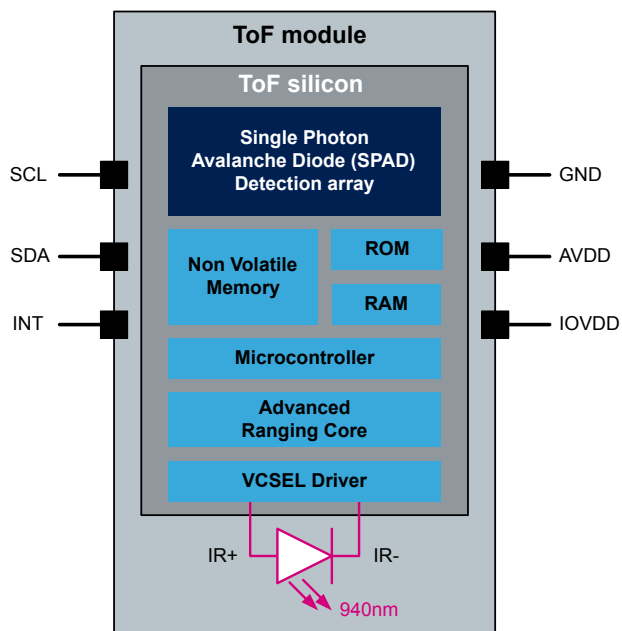 ToF module
ToF silicon
Single Photon
Avalanche Diode (SPAD)
Detection array
SCL
GND
SDA
AVDD
Non Volatile
Memory
ROM
RAM
INT
IOVDD
Microcontroller
Advanced
Ranging Core
VCSEL Driver
IR+
IR-
940nm